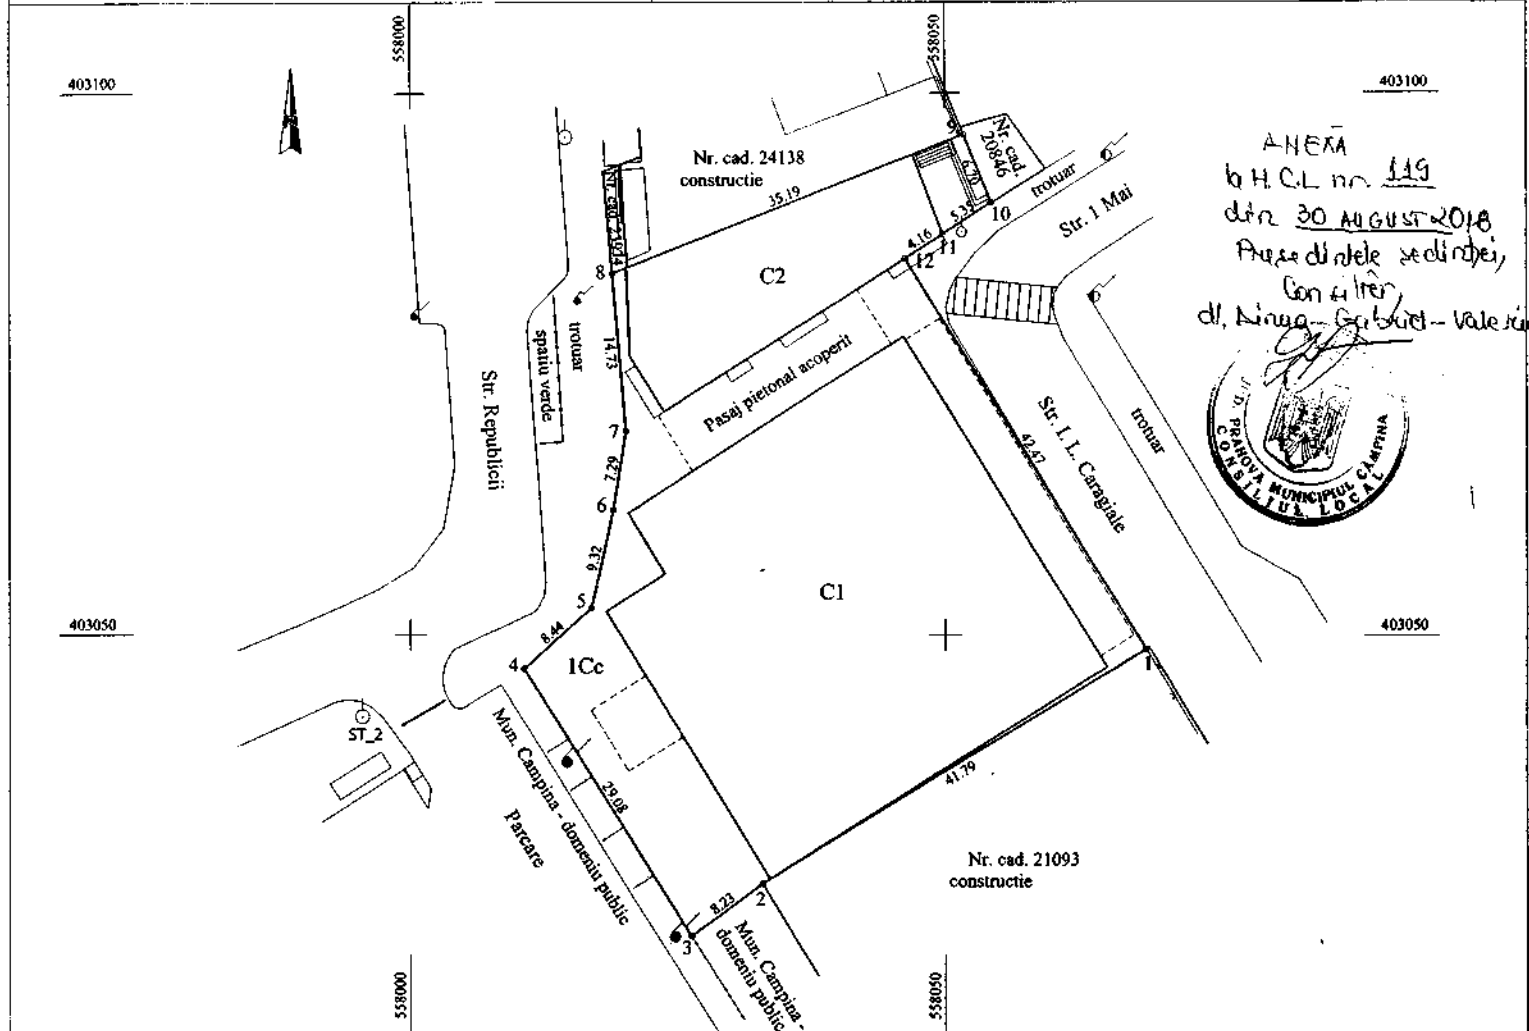 558000
558050
403100
403100
Nr. cad. 24138
constructie
Nr. cad.
20846
9
6.70
10
5.35
11
4.16
12
35.19
trotuar
Str. 1 Mai
ANEXĂ
la H.C.L nr. 119
din 30 AUGUST 2018
Presedintele sedintei,
Consilier,
dl.
JUD. PRAHOVA MUNICIPIUL CÂMPINA
CONSILIUL LOCAL
8
C2
trotuar
spatiu verde
14.73
Str. Republicii
7
7.29
6
9.32
5
8.44
4
Pasaj pietonal acoperit
42.47
Str. I. L. Caragiale
trotuar
C1
403050
403050
1
1Cc
ST_2
Mun. Campina - domeniu public
Parcare
29.08
41.79
Nr. cad. 21093
constructie
2
8.23
3
Mun. Campina -
domeniu public
558000
558050